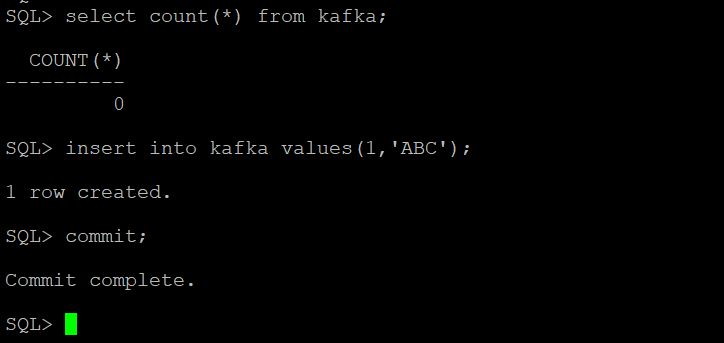 SQL> select count(*) from kafka;
COUNT(*)
----------
0
SQL> insert into kafka values(1,'ABC');
1 row created.
SQL> commit;
Commit complete.
SQL>